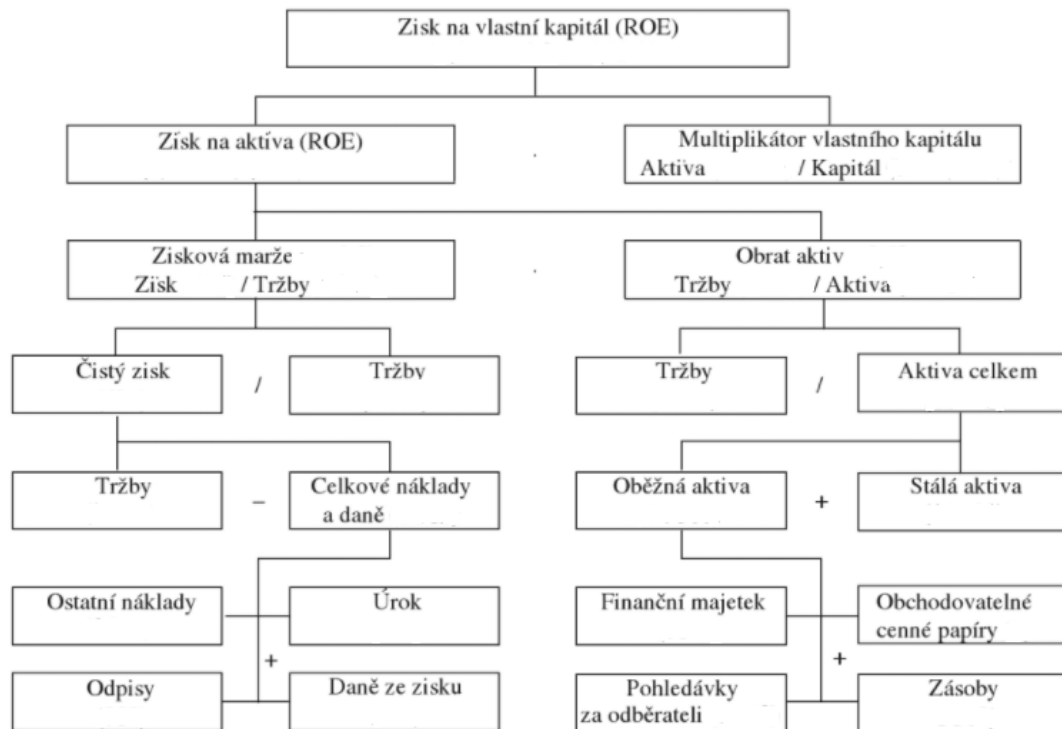 Zisk na vlastní kapitál (ROE)
Zisk na aktíva (ROE)
.
Multiplikátor vlastního kapitálu
Aktiva / Kapitál
Zisková marže
Zisk / Tržby
.
Obrat aktiv
Tržby / Aktiva
Čistý zisk
/
Tržby
Tržby
/
Aktiva celkem
Tržby
–
Celkové náklady
a daně
Oběžná aktiva
+
Stálá aktiva
Ostatní náklady
Úrok
Finanční majetek
Obchodovatelné
cenné papíry
+
+
Odpisy
Daně ze zisku
Pohledávky
za odběrateli
Zásoby